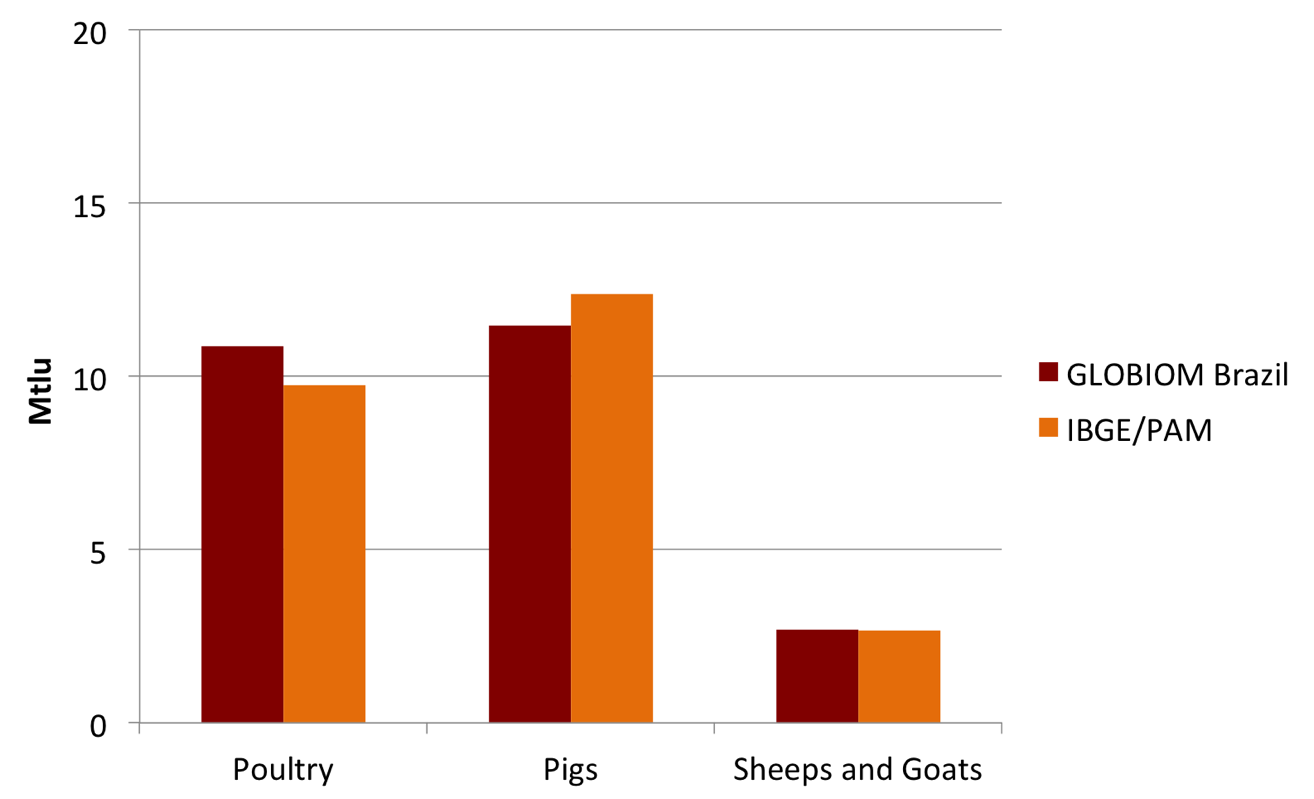 20
15
10
5
0
Mtlu
Poultry
Pigs
Sheeps and Goats
GLOBIOM Brazil
IBGE/PAM